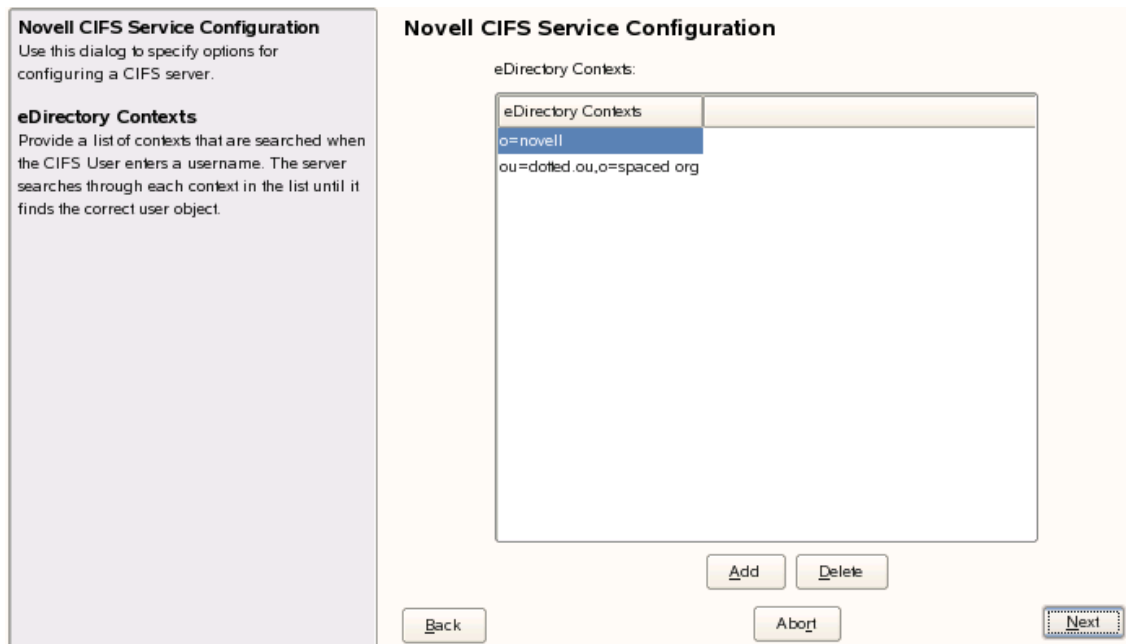 Novell CIFS Service Configuration
Use this dialog to specify options for
configuring a CIFS server.
eDirectory Contexts
Provide a list of contexts that are searched when
the CIFS User enters a username. The server
searches through each context in the list until it
finds the correct user object.
Novell CIFS Service Configuration
eDirectory Contexts:
eDirectory Contexts
o=novell
ou=dotted.ou,o=spaced org
Add
Delete
Back
Abort
Next